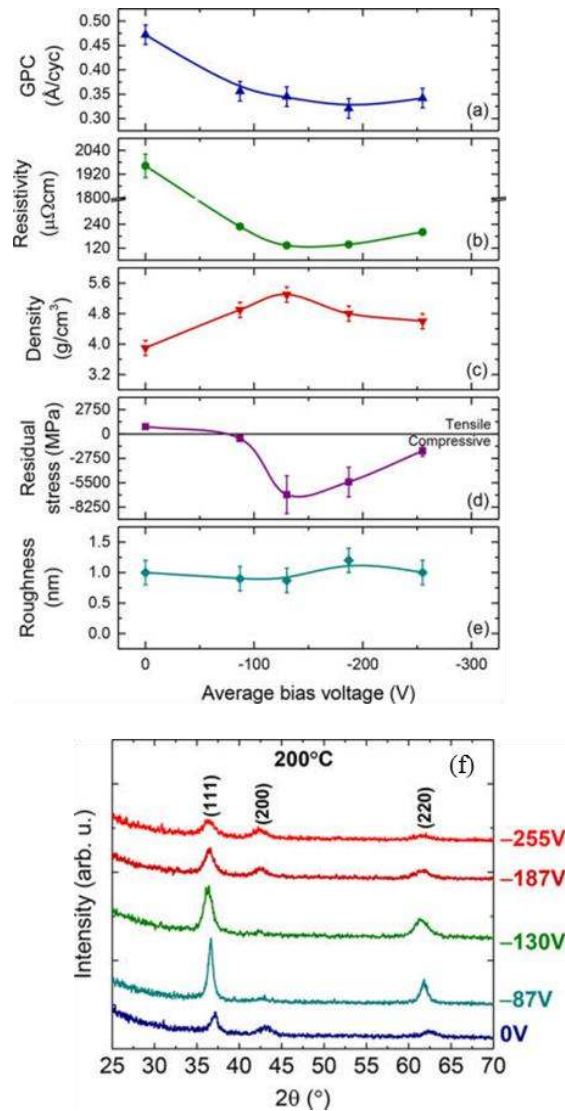 0.50
0.45
0.40
0.35
0.30
GPC
(Å/cyc)
(a)
2040
1920
1800
240
120
Resistivity
(μΩcm)
(b)
5.6
4.8
4.0
3.2
Density
(g/cm³)
(c)
2750
0
-2750
-5500
-8250
Residual
stress (MPa)
Tensile
Compressive
(d)
1.5
1.0
0.5
0.0
Roughness
(nm)
(e)
0 -100 -200 -300
Average bias voltage (V)
200°C
(f)
(111)
(200)
(220)
Intensity (arb. u.)
–255V
–187V
–130V
–87V
0V
25 30 35 40 45 50 55 60 65 70
2θ (°)